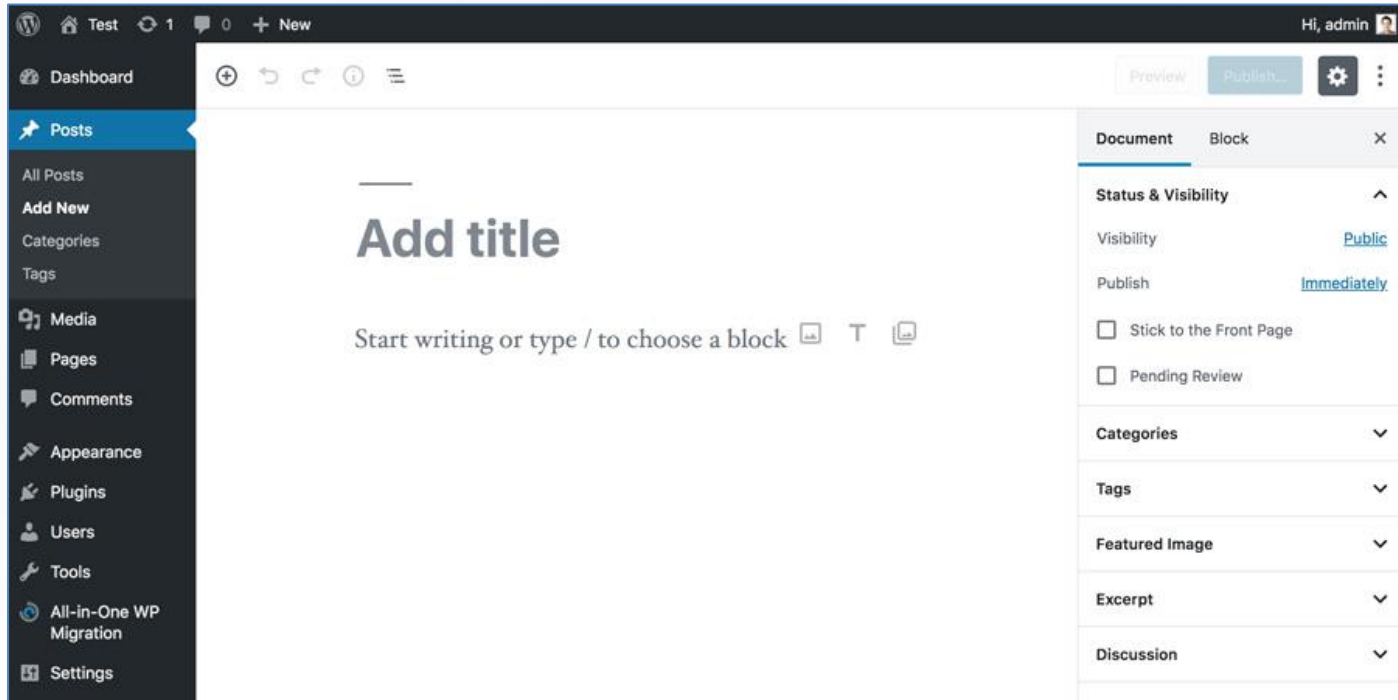 Test 1 0 New
Hi, admin
Dashboard
Preview
Publish...
Posts
All Posts
Add New
Categories
Tags
Media
Pages
Comments
Appearance
Plugins
Users
Tools
All-in-One WP
Migration
Settings
Add title
Start writing or type / to choose a block
Document Block
Status & Visibility
Visibility Public
Publish Immediately
Stick to the Front Page
Pending Review
Categories
Tags
Featured Image
Excerpt
Discussion